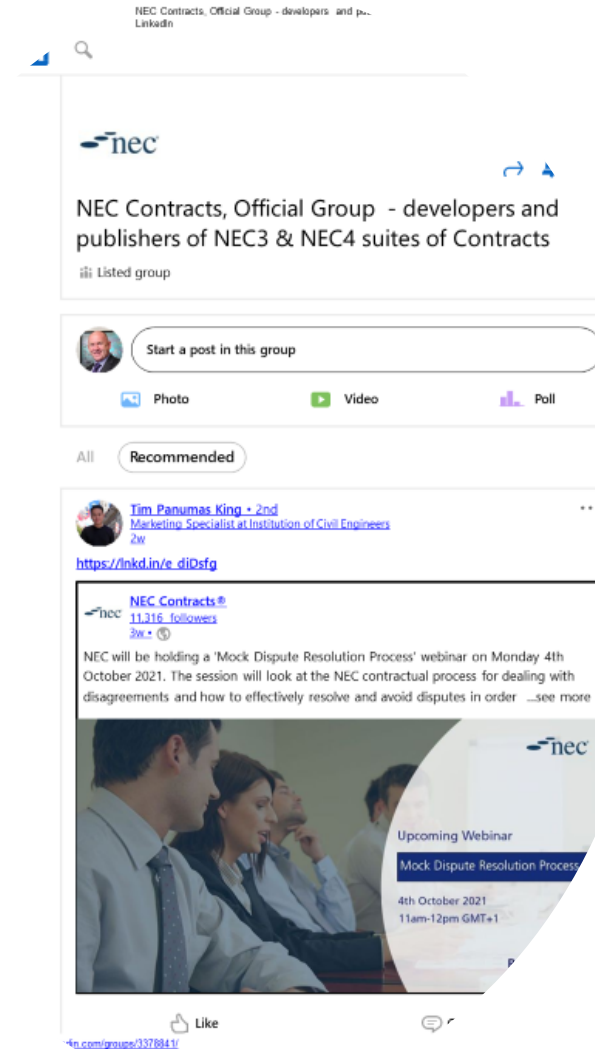 NEC Contracts, Official Group - developers and
LinkedIn
nec
NEC Contracts, Official Group - developers and
publishers of NEC3 & NEC4 suites of Contracts
Listed group
Start a post in this group
Photo Video Poll
All Recommended
Tim Panumas King • 2nd
Marketing Specialist at Institution of Civil Engineers
2w
https://lnkd.in/e_diDsfg
nec
NEC Contracts®
11,316 followers
3w •
NEC will be holding a 'Mock Dispute Resolution Process' webinar on Monday 4th
October 2021. The session will look at the NEC contractual process for dealing with
disagreements and how to effectively resolve and avoid disputes in order ...see more
nec
Upcoming Webinar
Mock Dispute Resolution Process
4th October 2021
11am-12pm GMT+1
Like
in.com/groups/3378841/